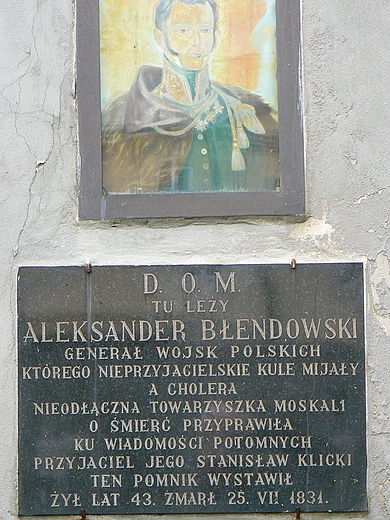 D. O. M.
TU LEŻY
ALEKSANDER BŁENDOWSKI
GENERAŁ WOJSK POLSKICH
KTÓREGO NIEPRZYJACIELSKIE KULE MIJAŁY
A CHOLERA
NIEODŁĄCZNA TOWARZYSZKA MOSKALI
O ŚMIERĆ PRZYPRAWIŁA
KU WIADOMOŚCI POTOMNYCH
PRZYJACIEL JEGO STANISŁAW KLICKI
TEN POMNIK WYSTAWIŁ
ŻYŁ LAT 43. ZMARŁ 25. VII. 1831.